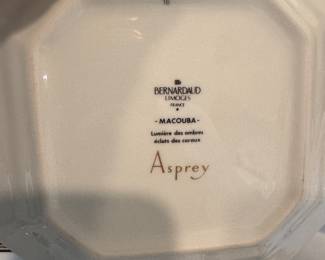 BERNARDAUD
LIMOGES
FRANCE
- MACOUBA -
Lumière des ombres
éclats des coraux
Asprey